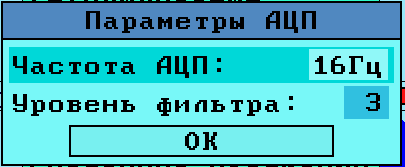 Параметры АЦП
Частота АЦП: 16Гц
Уровень фильтра: 3
OK